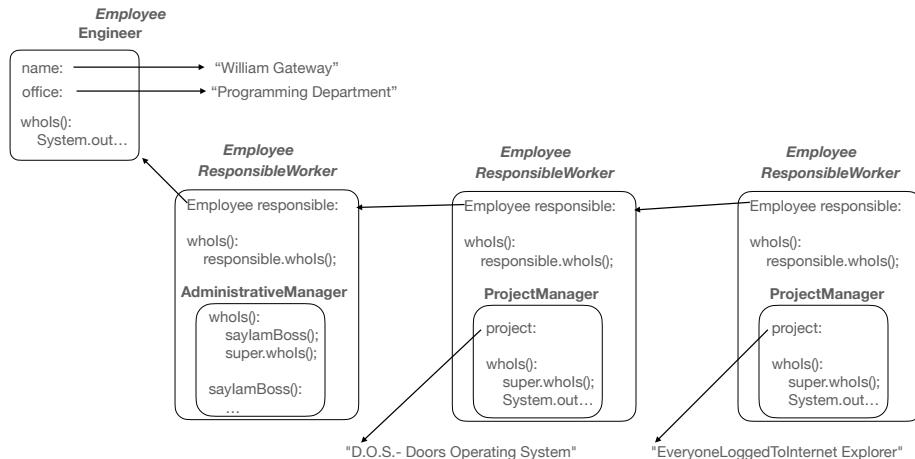 Employee
Engineer
name:
“William Gateway”
office:
“Programming Department”
whoIs():
System.out…
Employee
ResponsibleWorker
Employee responsible:
whoIs():
responsible.whoIs();
AdministrativeManager
whoIs():
sayIamBoss();
super.whoIs();
sayIamBoss():
…
Employee
ResponsibleWorker
Employee responsible:
whoIs():
responsible.whoIs();
ProjectManager
project:
whoIs():
super.whoIs();
System.out…
"D.O.S.- Doors Operating System"
Employee
ResponsibleWorker
Employee responsible:
whoIs():
responsible.whoIs();
ProjectManager
project:
whoIs():
super.whoIs();
System.out…
"EveryoneLoggedToInternet Explorer"